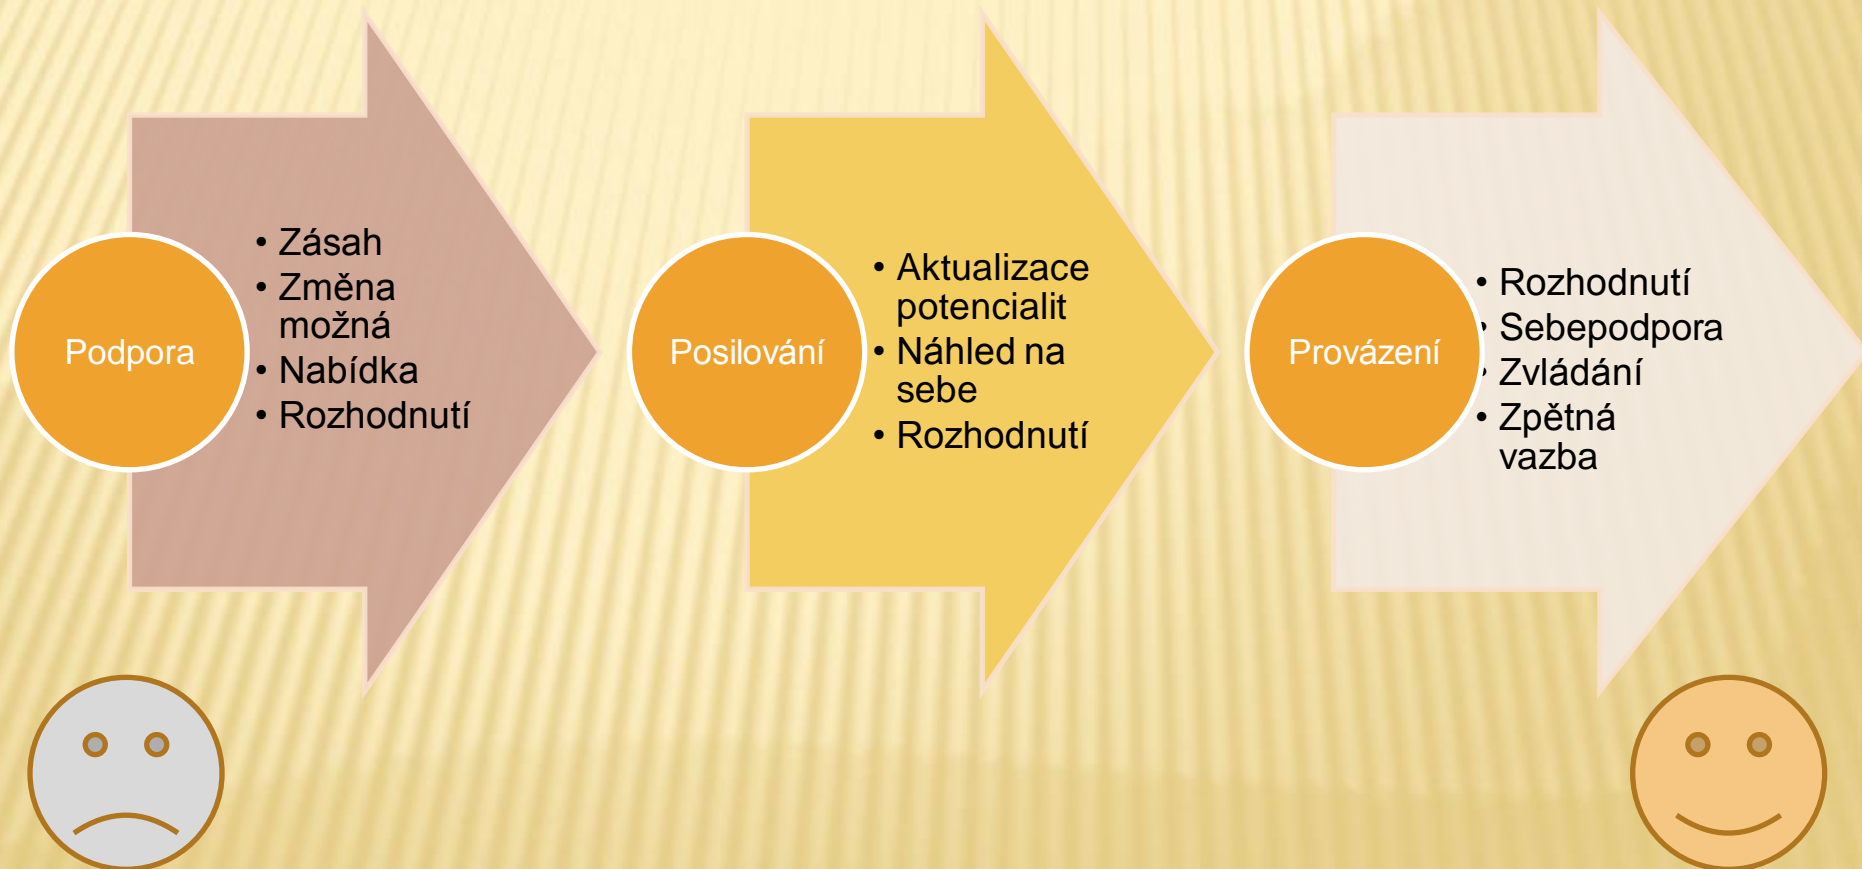 Podpora
• Zásah
• Změna
možná
• Nabídka
• Rozhodnutí
Posilování
• Aktualizace
potencialit
• Náhled na
sebe
• Rozhodnutí
Provázení
• Rozhodnutí
• Sebepodpora
• Zvládání
• Zpětná
vazba